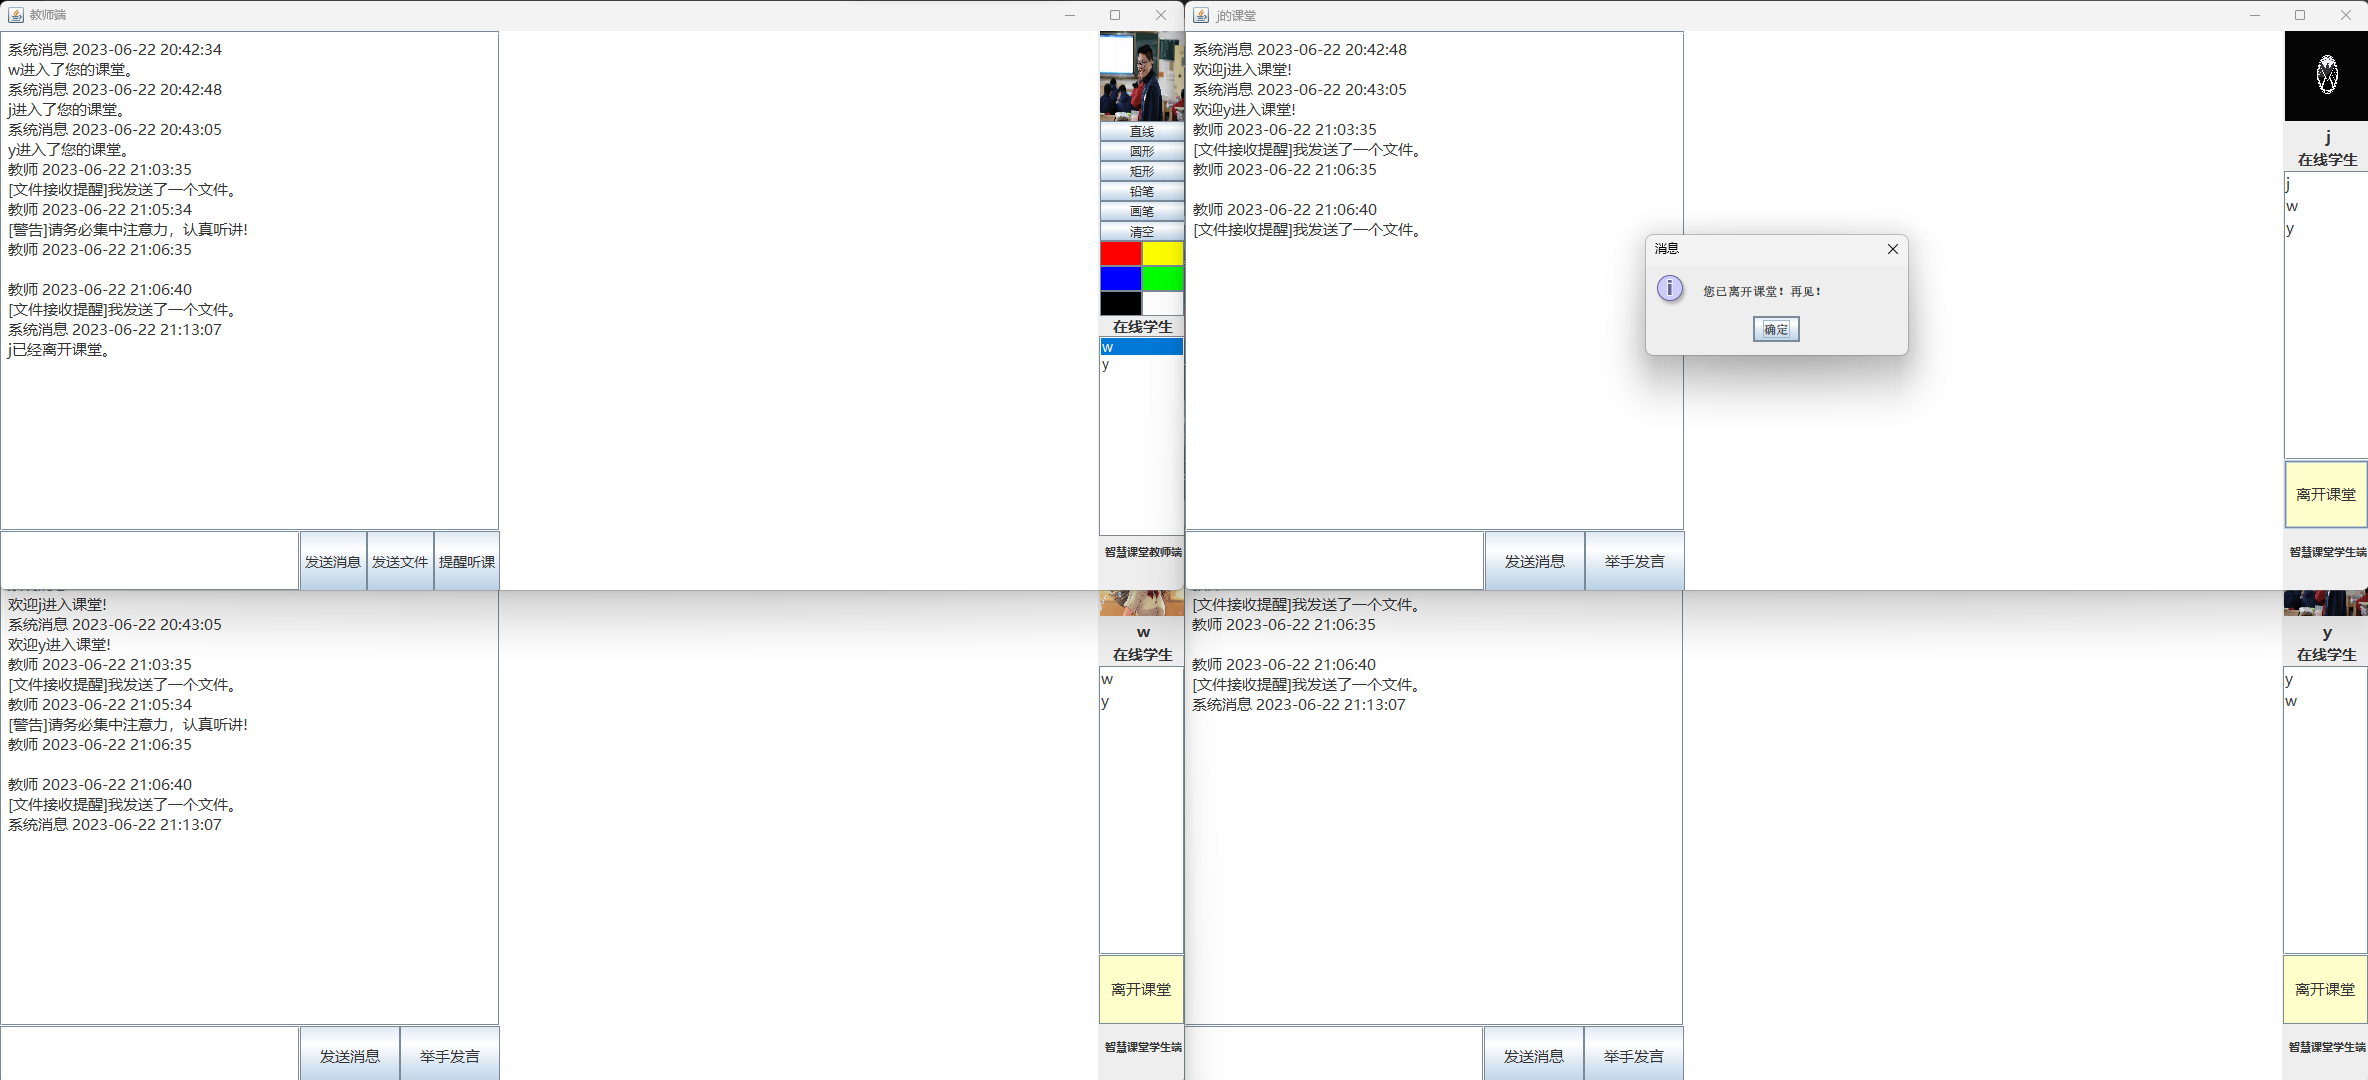 教师端
系统消息 2023-06-22 20:42:34
w进入了您的课堂。
系统消息 2023-06-22 20:42:48
j进入了您的课堂。
系统消息 2023-06-22 20:43:05
y进入了您的课堂。
教师 2023-06-22 21:03:35
[文件接收提醒]我发送了一个文件。
教师 2023-06-22 21:05:34
[警告]请务必集中注意力，认真听讲!
教师 2023-06-22 21:06:35
教师 2023-06-22 21:06:40
[文件接收提醒]我发送了一个文件。
系统消息 2023-06-22 21:13:07
j已经离开课堂。
发送消息
发送文件
提醒听课
直线
圆形
矩形
铅笔
画笔
清空
在线学生
w
y
智慧课堂教师端
j的课堂
系统消息 2023-06-22 20:42:48
欢迎j进入课堂!
系统消息 2023-06-22 20:43:05
欢迎y进入课堂!
教师 2023-06-22 21:03:35
[文件接收提醒]我发送了一个文件。
教师 2023-06-22 21:06:35
教师 2023-06-22 21:06:40
[文件接收提醒]我发送了一个文件。
发送消息
举手发言
消息
您已离开课堂！再见！
确定
j
在线学生
j
w
y
离开课堂
智慧课堂学生端
欢迎j进入课堂!
系统消息 2023-06-22 20:43:05
欢迎y进入课堂!
教师 2023-06-22 21:03:35
[文件接收提醒]我发送了一个文件。
教师 2023-06-22 21:05:34
[警告]请务必集中注意力，认真听讲!
教师 2023-06-22 21:06:35
教师 2023-06-22 21:06:40
[文件接收提醒]我发送了一个文件。
系统消息 2023-06-22 21:13:07
发送消息
举手发言
w
在线学生
w
y
离开课堂
智慧课堂学生端
[文件接收提醒]我发送了一个文件。
教师 2023-06-22 21:06:35
教师 2023-06-22 21:06:40
[文件接收提醒]我发送了一个文件。
系统消息 2023-06-22 21:13:07
发送消息
举手发言
y
在线学生
y
w
离开课堂
智慧课堂学生端